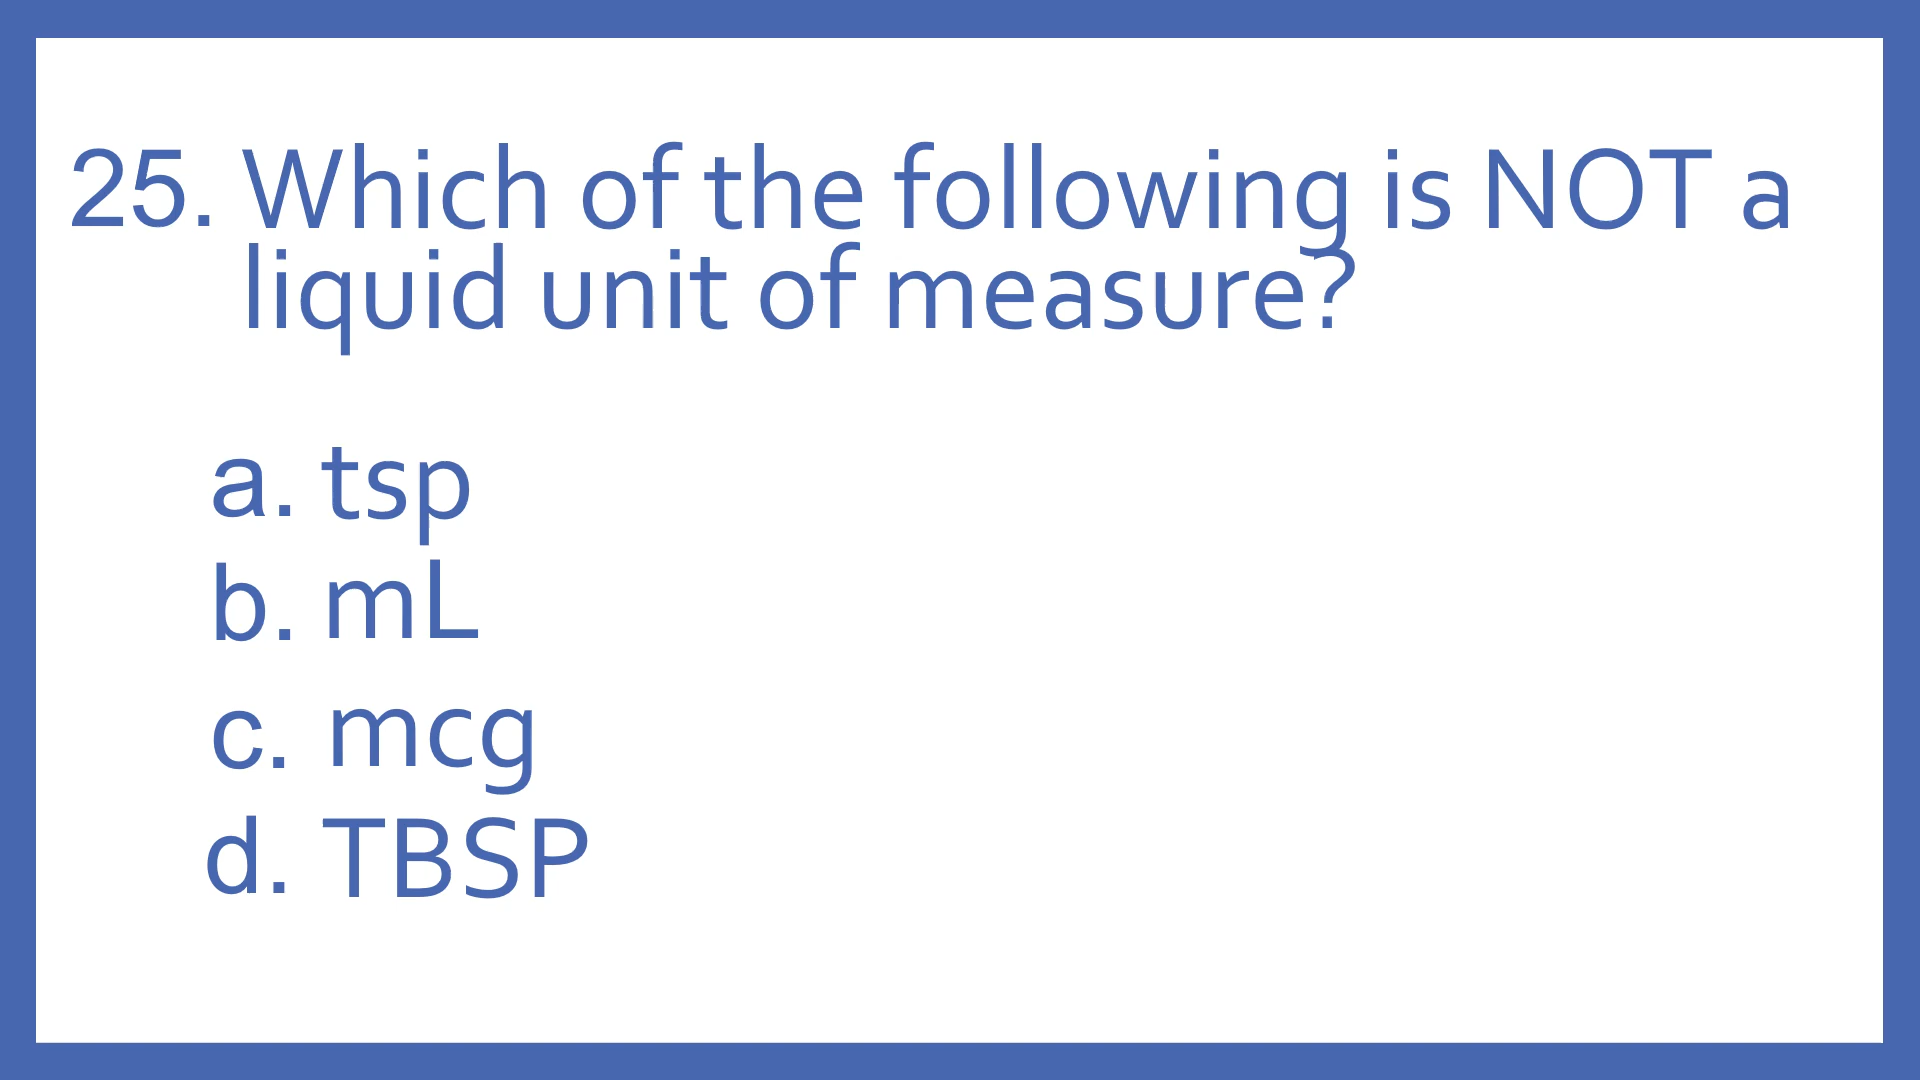 25. Which of the following is NOT a
liquid unit of measure?
a. tsp
b. mL
c. mcg
d. TBSP